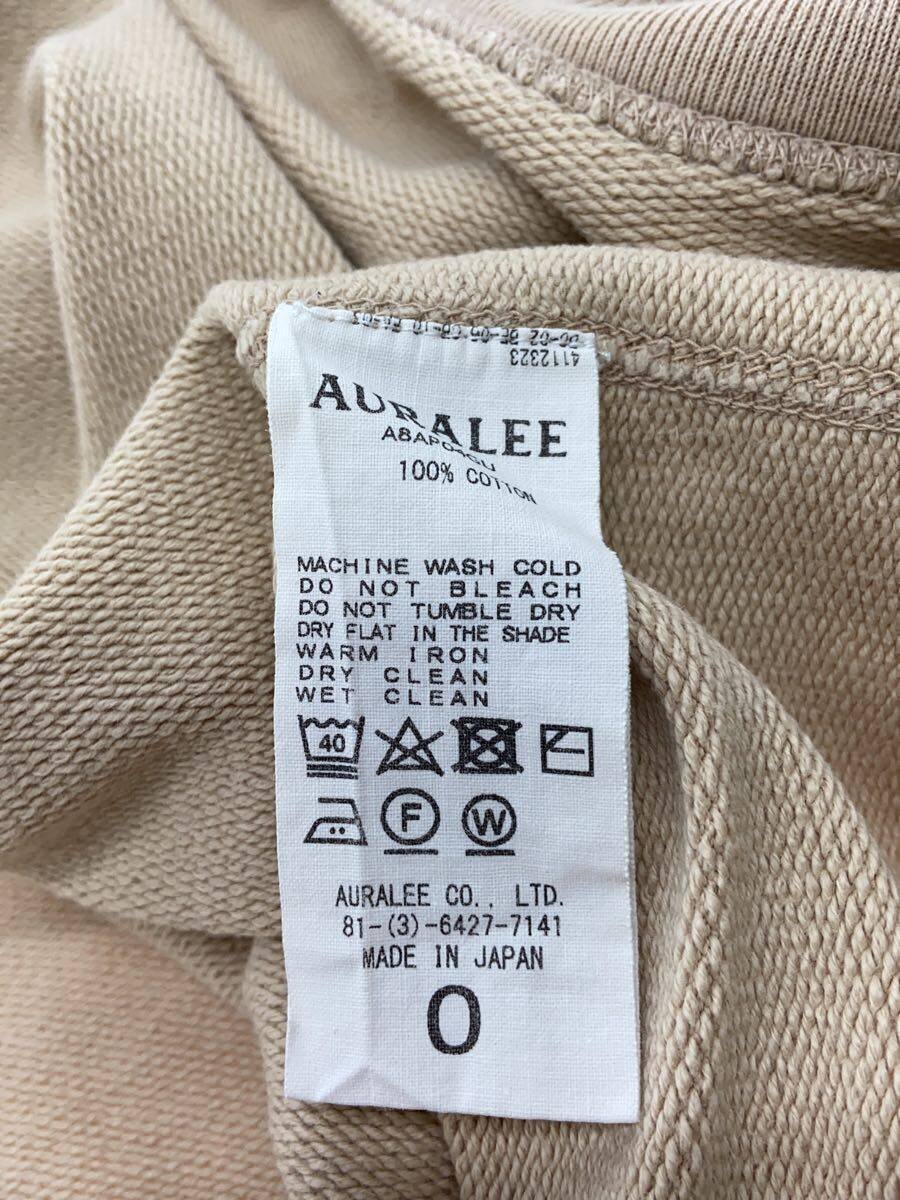 4112323
AURALEE
A8AP04GU
100% COTTON
MACHINE WASH COLD
DO NOT BLEACH
DO NOT TUMBLE DRY
DRY FLAT IN THE SHADE
WARM IRON
DRY CLEAN
WET CLEAN
40
F W
AURALEE CO., LTD.
81-(3)-6427-7141
MADE IN JAPAN
0